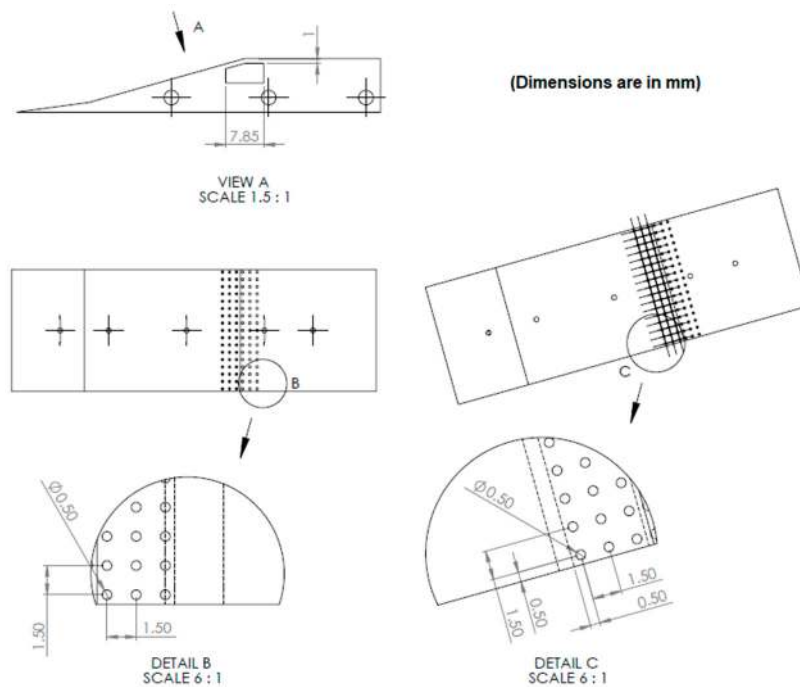 A
1
(Dimensions are in mm)
7.85
VIEW A
SCALE 1.5 : 1
B
C
Ø0.50
1.50
1.50
DETAIL B
SCALE 6 : 1
Ø0.50
1.50
0.50
1.50
0.50
DETAIL C
SCALE 6 : 1